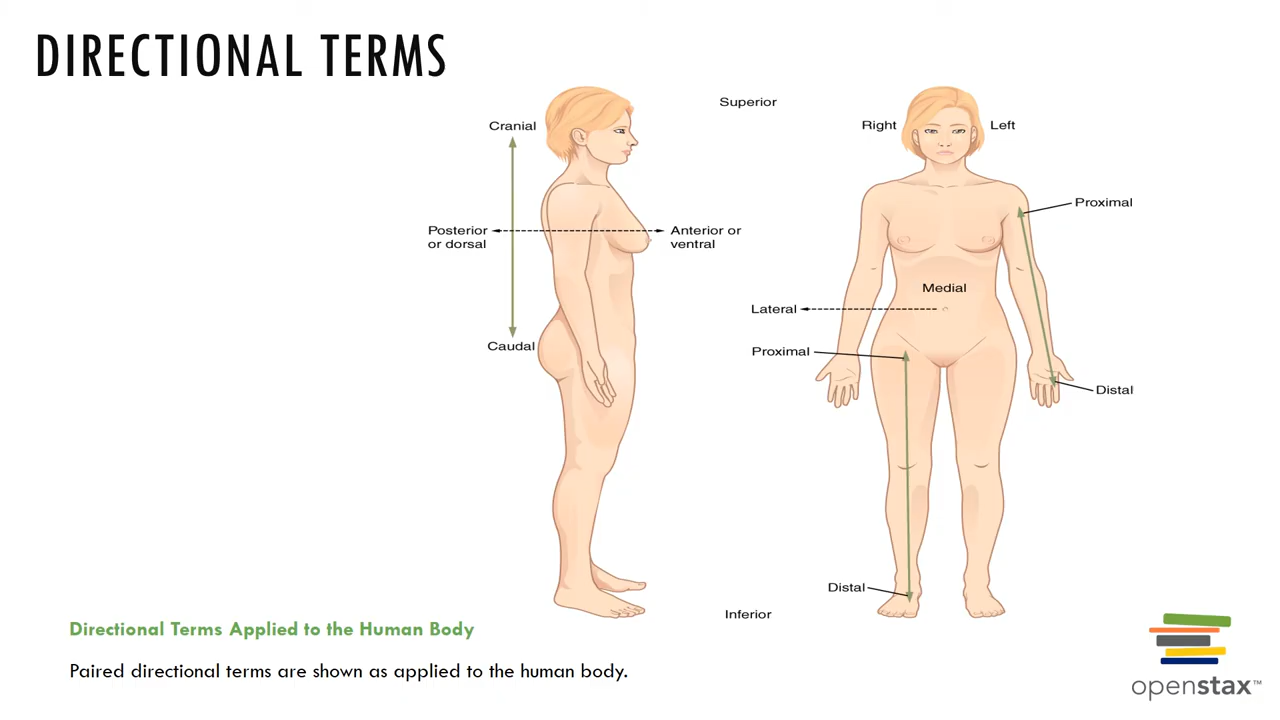 DIRECTIONAL TERMS
Superior
Cranial
Right
Left
Proximal
Posterior
or dorsal
Anterior or
ventral
Medial
Lateral
Caudal
Proximal
Distal
Distal
Inferior
Directional Terms Applied to the Human Body
Paired directional terms are shown as applied to the human body.
openstax™